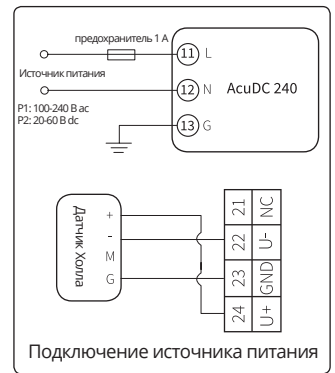 предохранитель 1 А
11 L
Источник питания
12 N AcuDC 240
P1: 100-240 В ac
P2: 20-60 В dc
13 G
Датчик Холла
+
-
M
G
21 NC
22 U-
23 GND
24 U+
Подключение источника питания